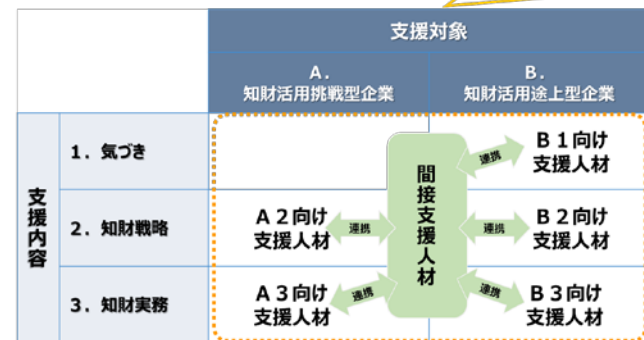 支援対象
A.
知財活用挑戦型企業
B.
知財活用途上型企業
支援内容
1. 気づき
B1向け
支援人材
連携
間接支援人材
2. 知財戦略
A2向け
支援人材
連携
連携
B2向け
支援人材
3. 知財実務
A3向け
支援人材
連携
連携
B3向け
支援人材